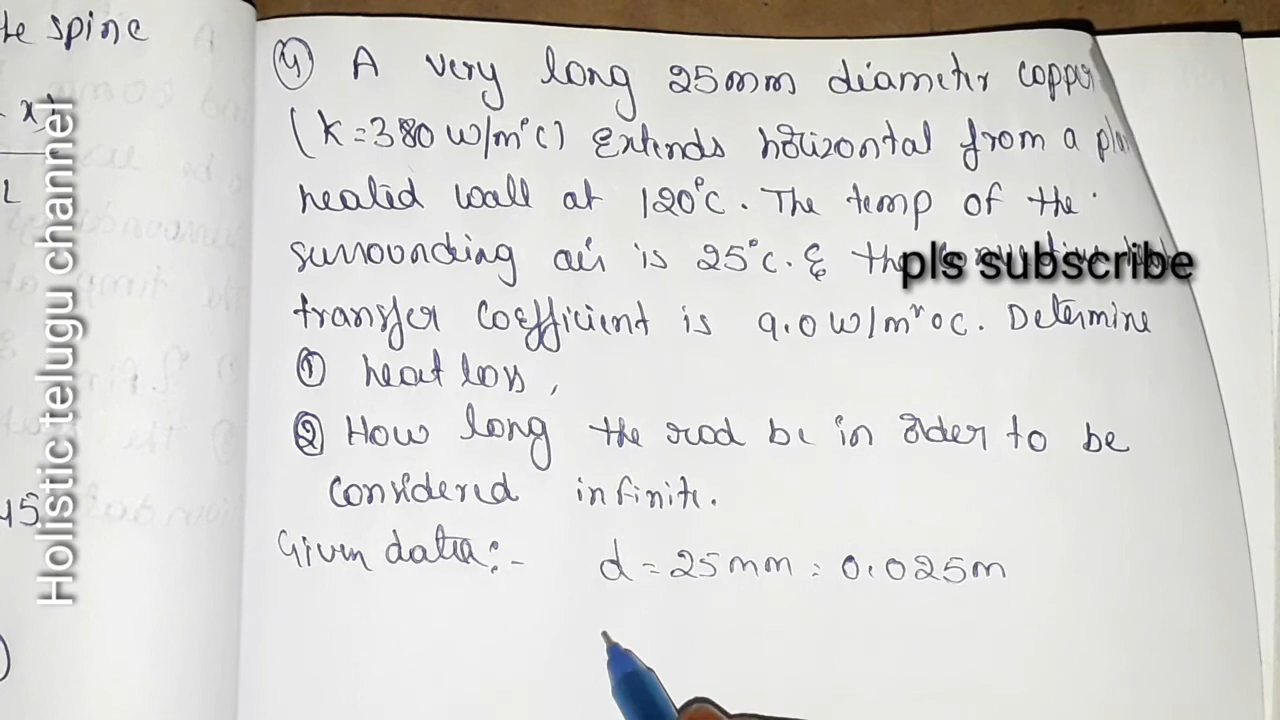 te spine
x
L
45
④ A very long 25mm diameter copper
(K=380 W/m°C) Extends horizontal from a
heated wall at 120°C. The temp of the
surrounding air is 25°C. & the
pls subscribe
transfer coefficient is 9.0 W/m²°C. Determine
① heat loss,
② How long the rod be in order to be
considered infinite.
Given data:- d = 25mm = 0.025m
Holistic telugu channel